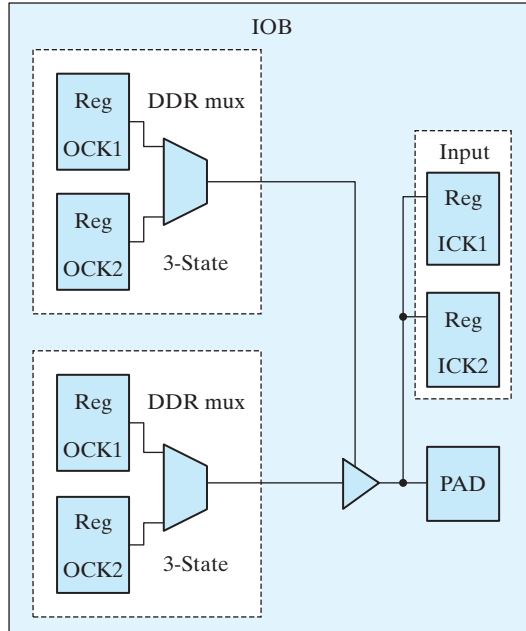 IOB
Reg
DDR mux
OCK1
Reg
OCK2
3-State
Input
Reg
ICK1
Reg
ICK2
Reg
DDR mux
OCK1
Reg
OCK2
3-State
PAD